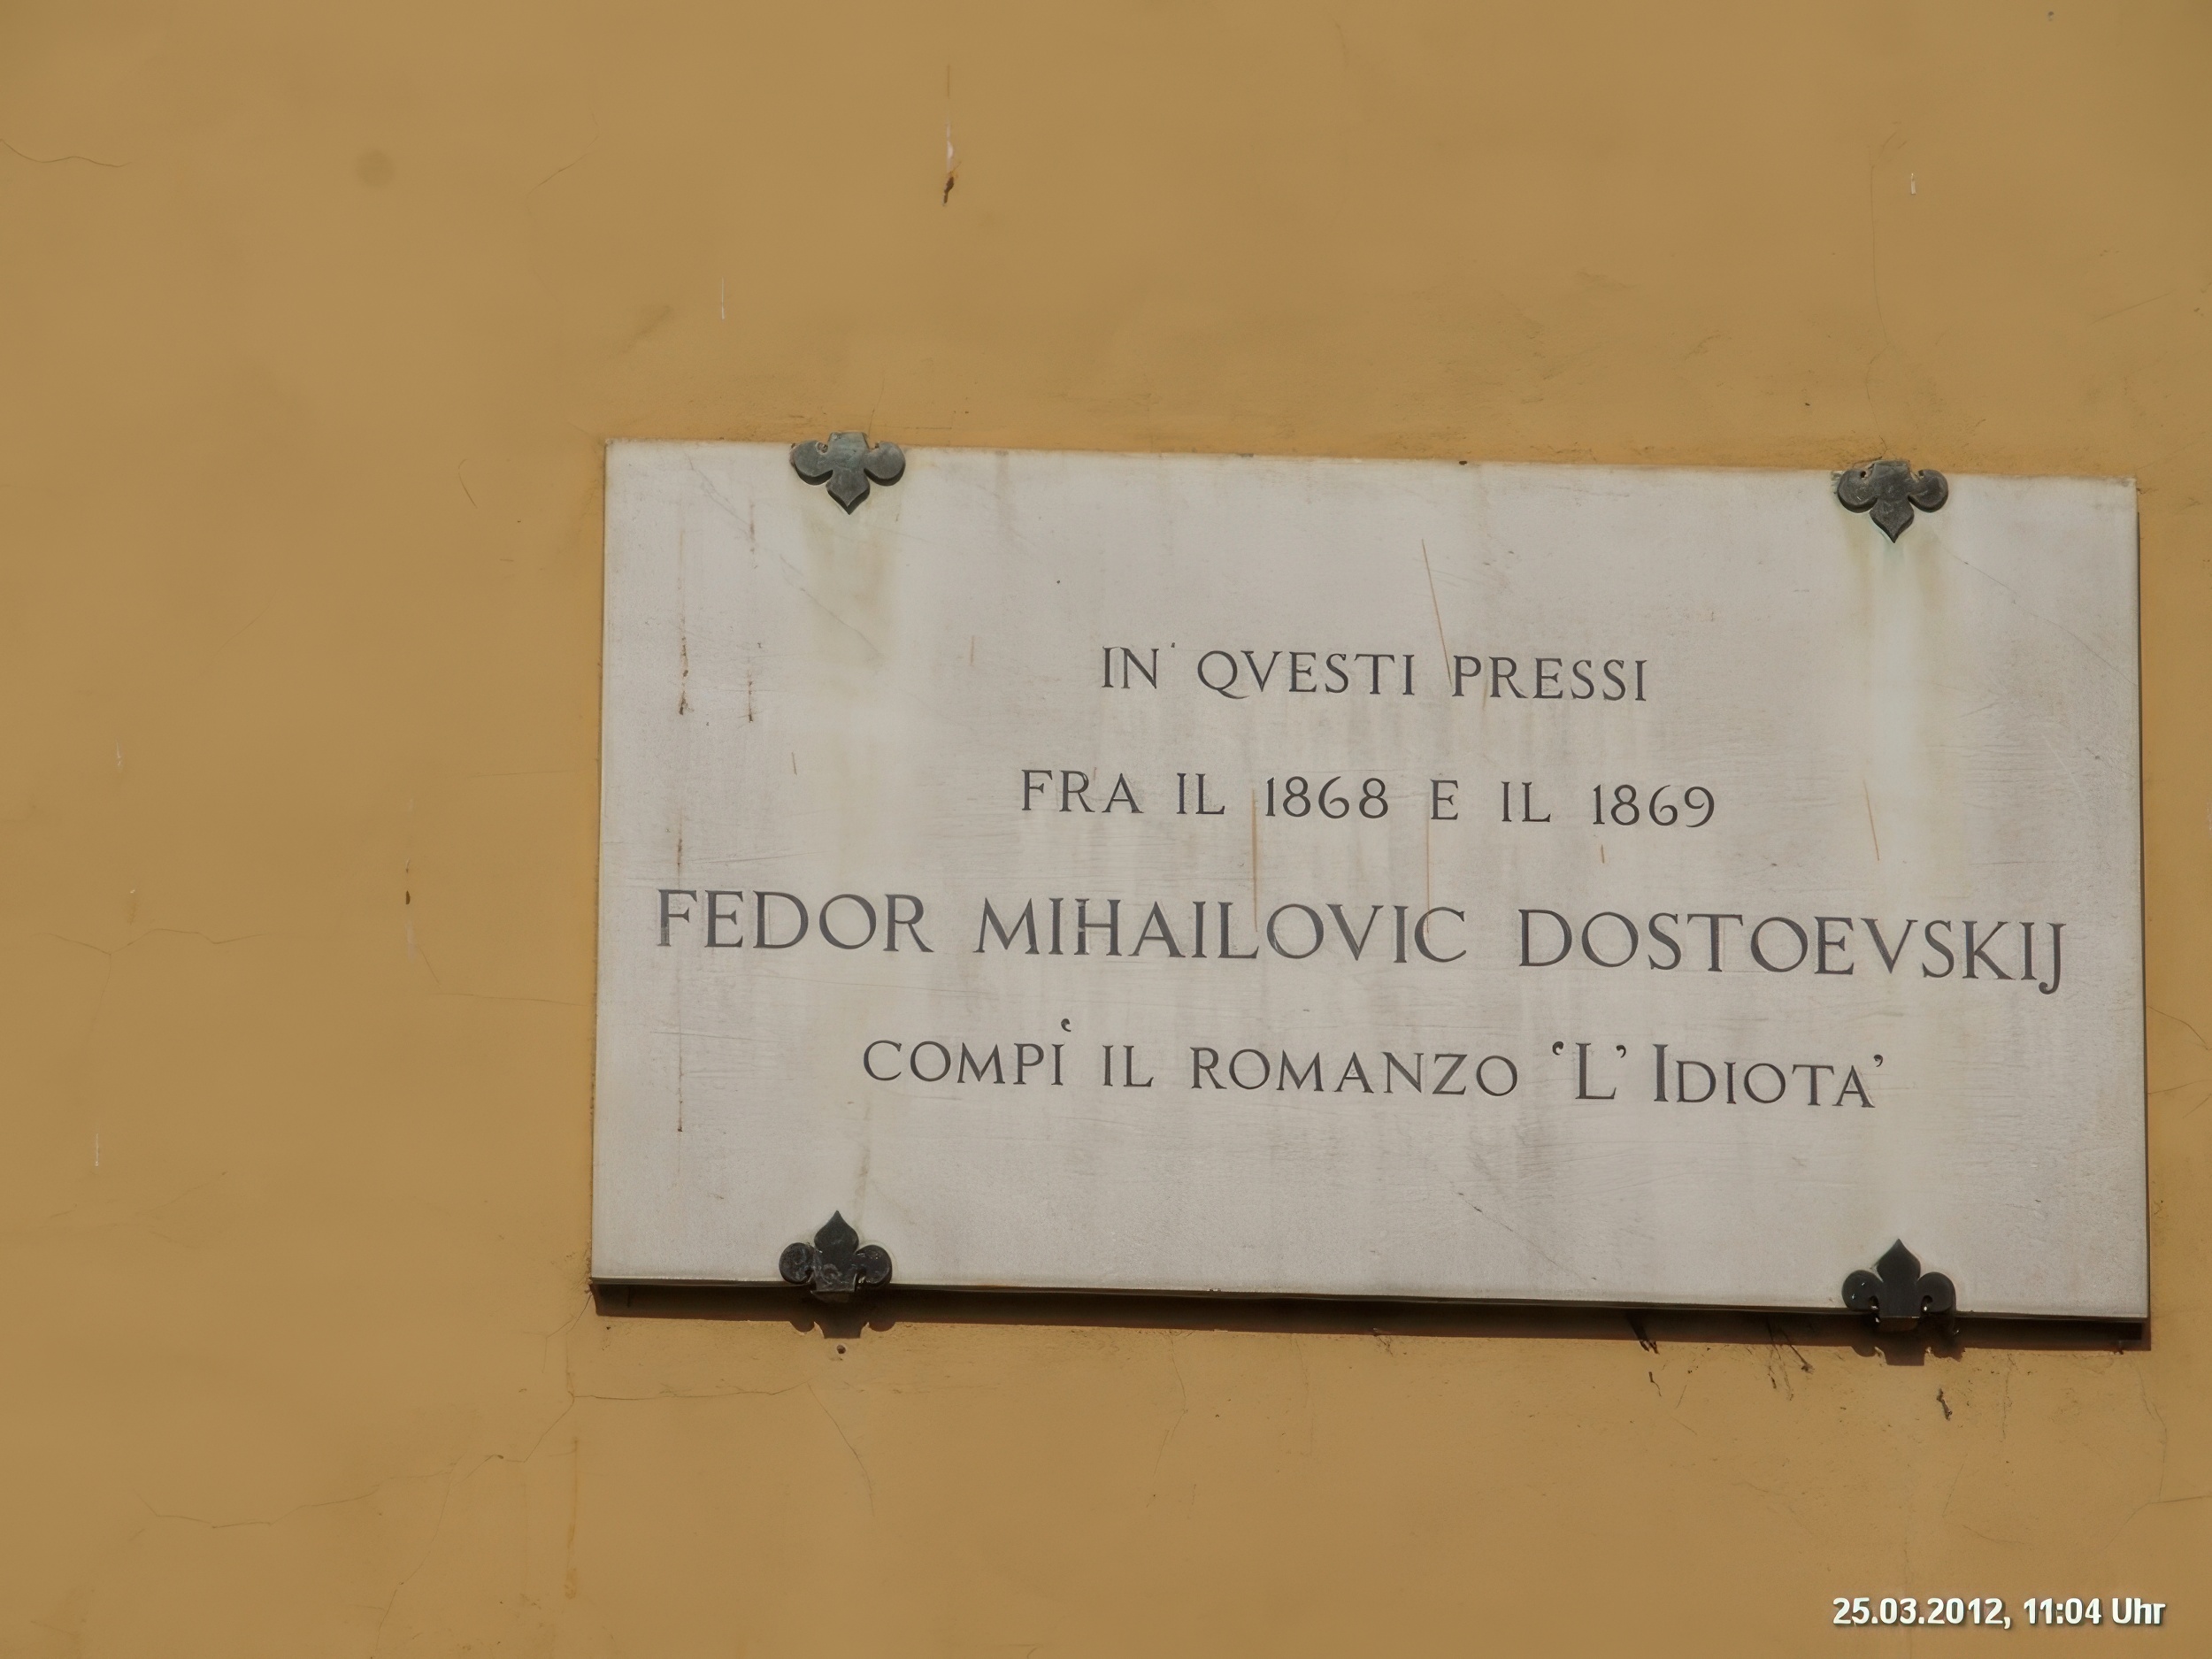 IN QVESTI PRESSI
FRA IL 1868 E IL 1869
FEDOR MIHAILOVIC DOSTOEVSKIJ
COMPI‘ IL ROMANZO ‘L’IDIOTA’
25.03.2012, 11:04 Uhr